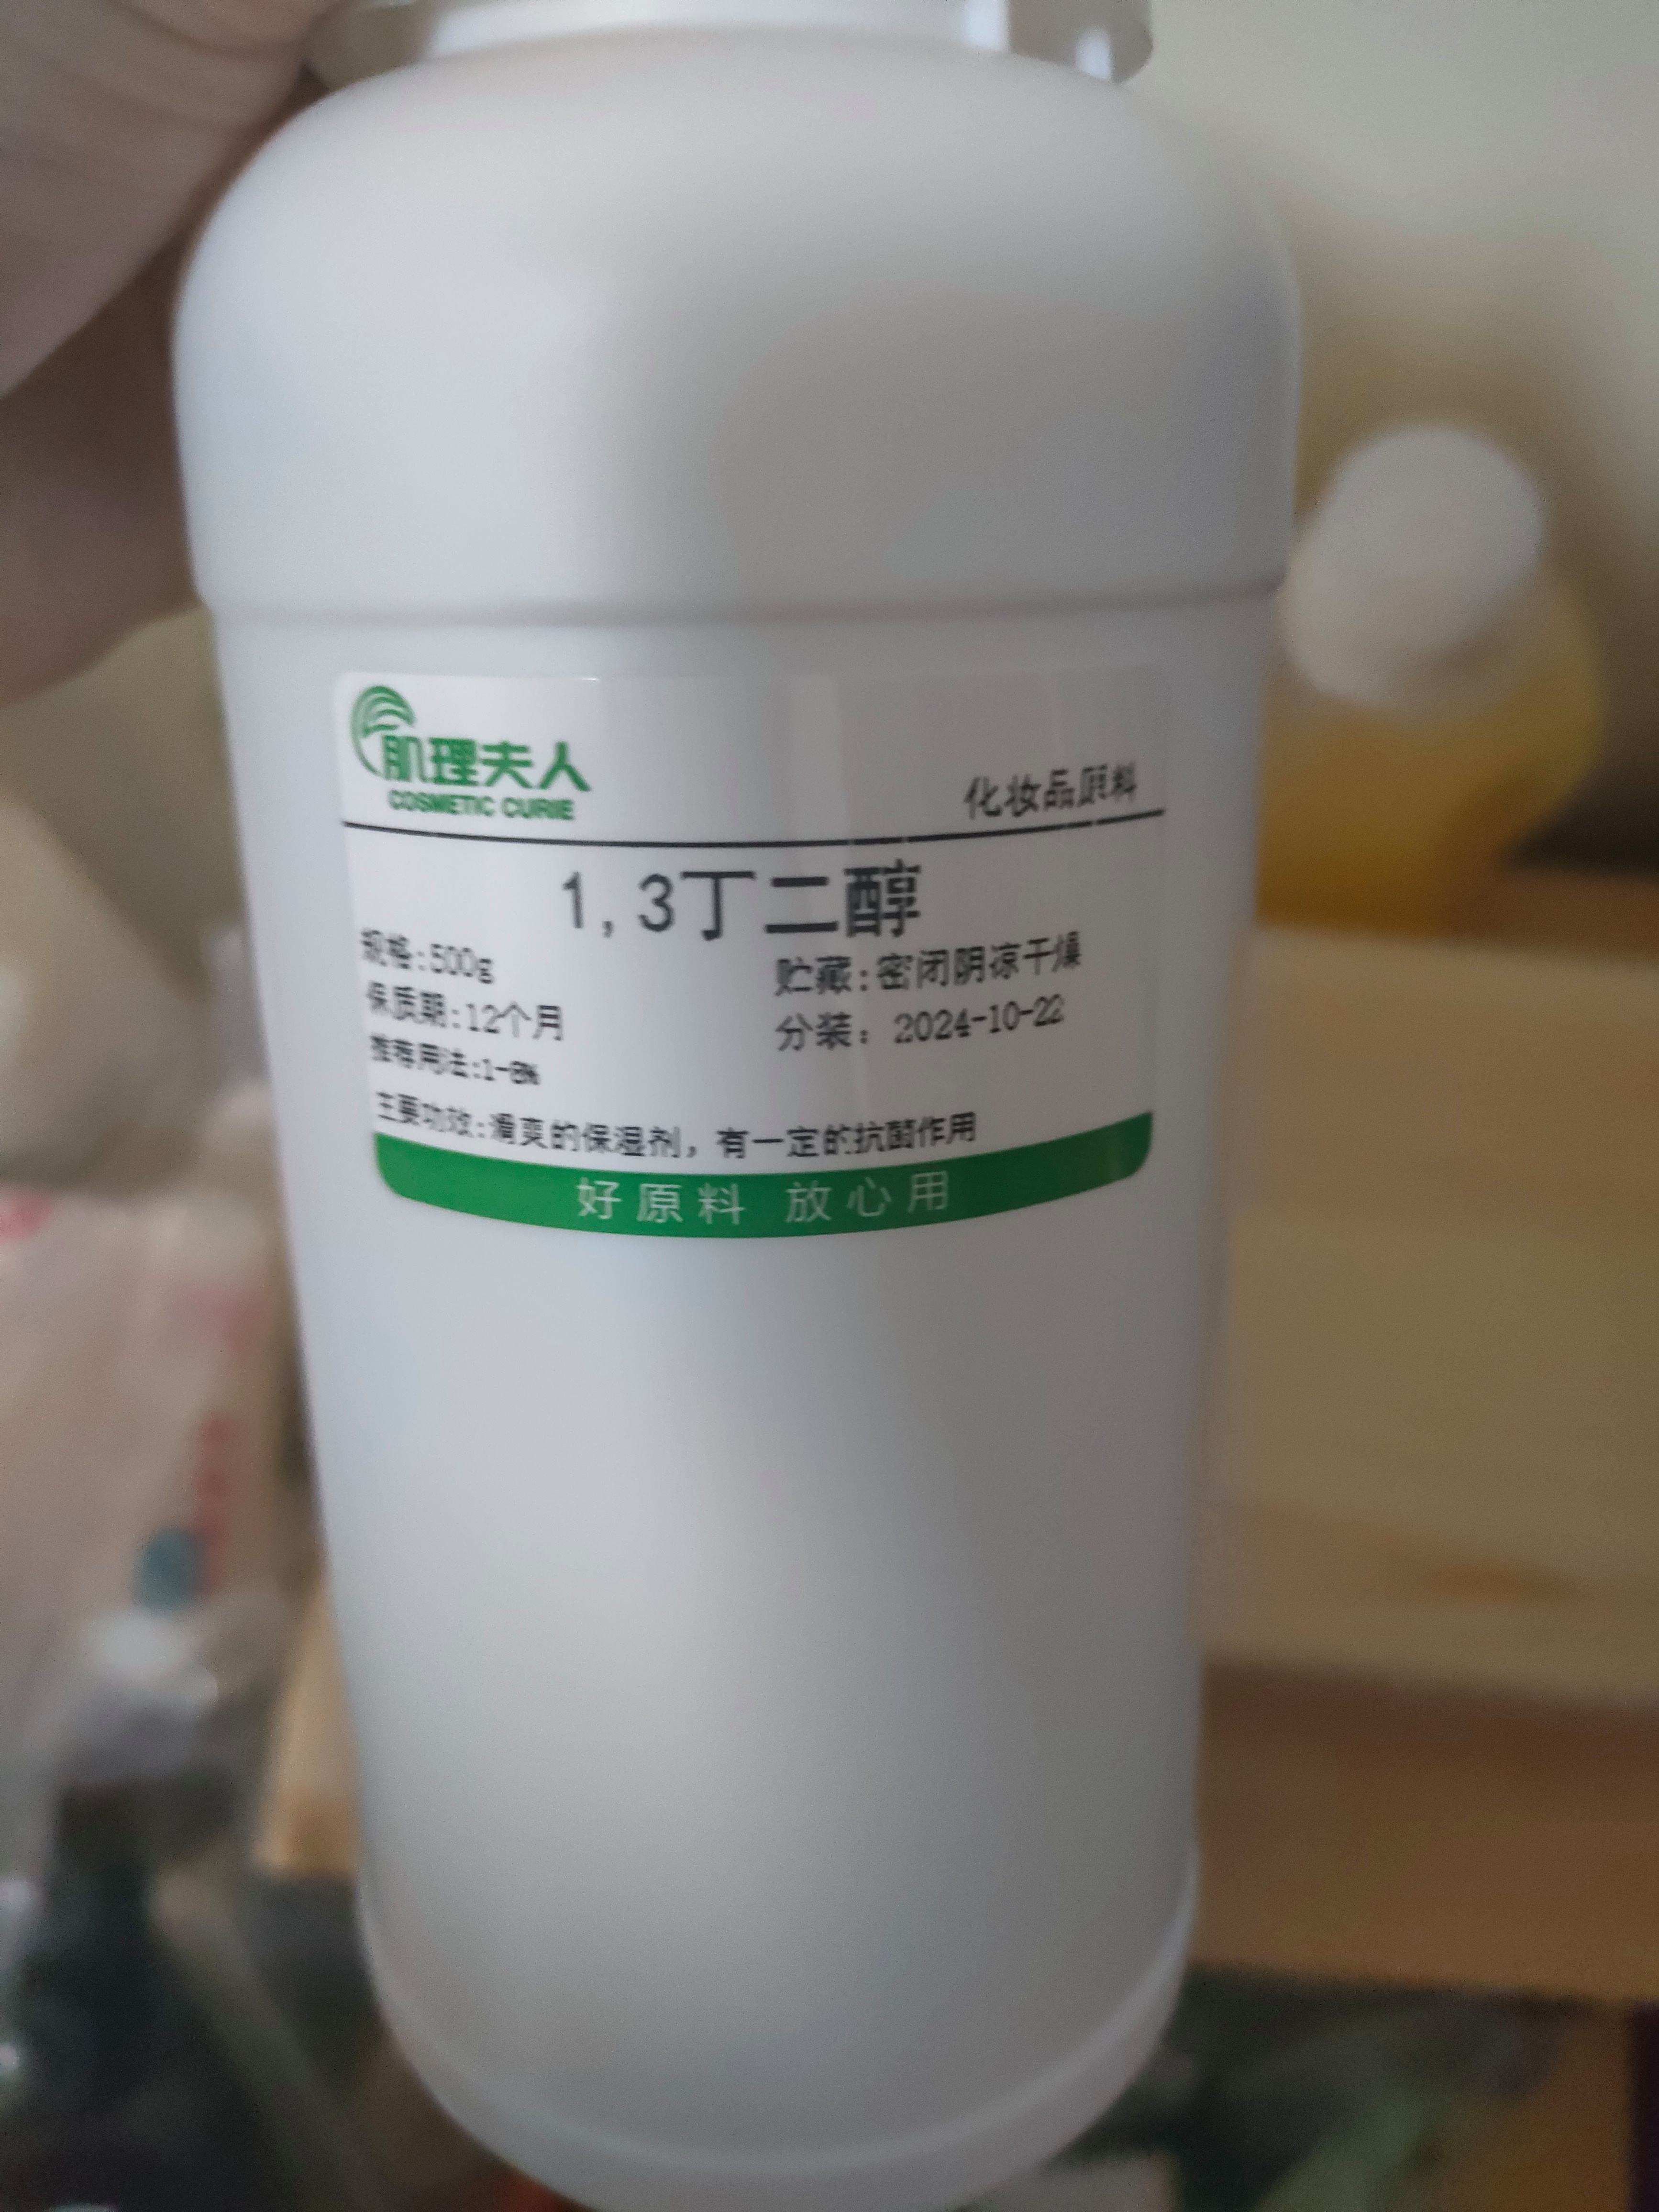 肌理夫人
COSMETIC CURIE
化妆品原料
1,3丁二醇
规格:500g
贮藏:密闭阴凉干燥
保质期:12个月
分装：2024-10-22
推荐用法:1-8%
主要功效:滑爽的保湿剂，有一定的抗菌作用
好原料 放心用